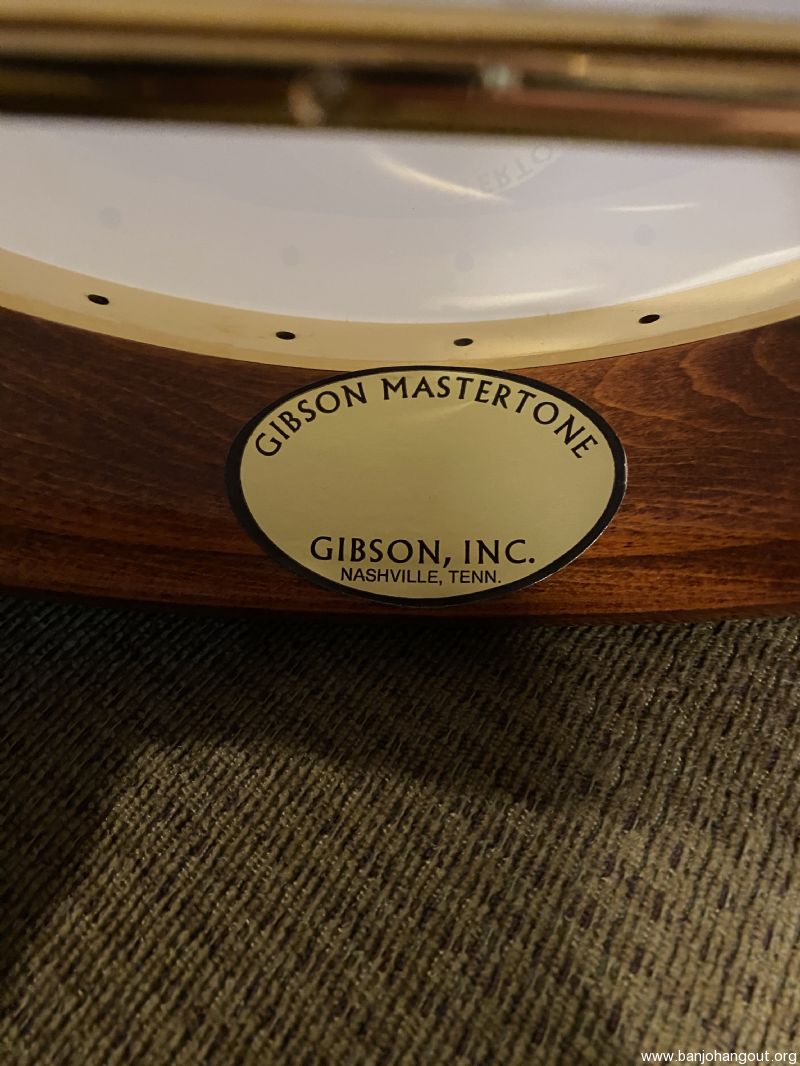 GIBSON MASTERTONE
GIBSON, INC.
NASHVILLE, TENN.
www.banjohangout.org